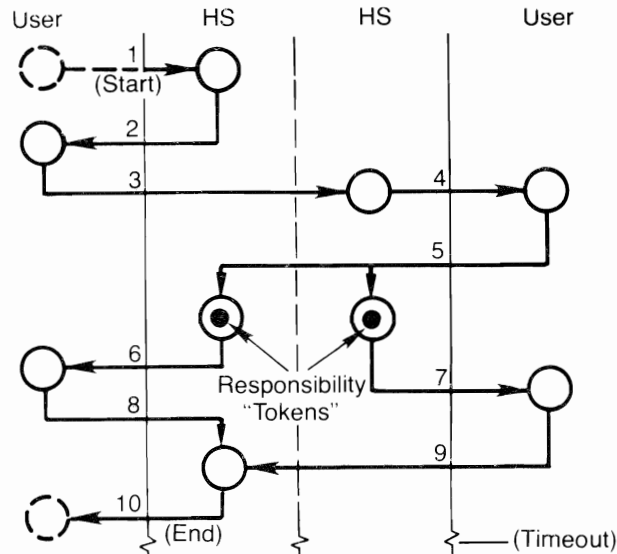 User HS HS User
1
(Start)
2
3
4
5
6
Responsibility
"Tokens"
7
8
9
10
(End)
(Timeout)